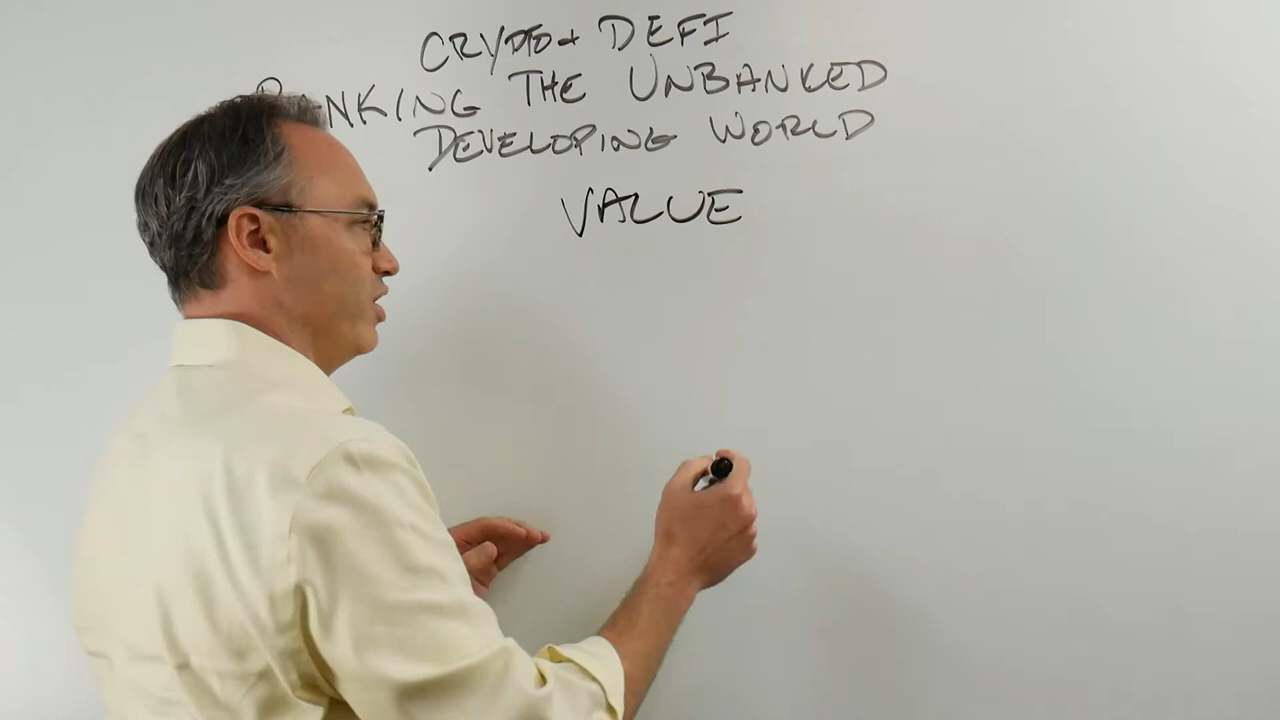 CRYPTO + DEFI
BANKING THE UNBANKED
DEVELOPING WORLD
VALUE